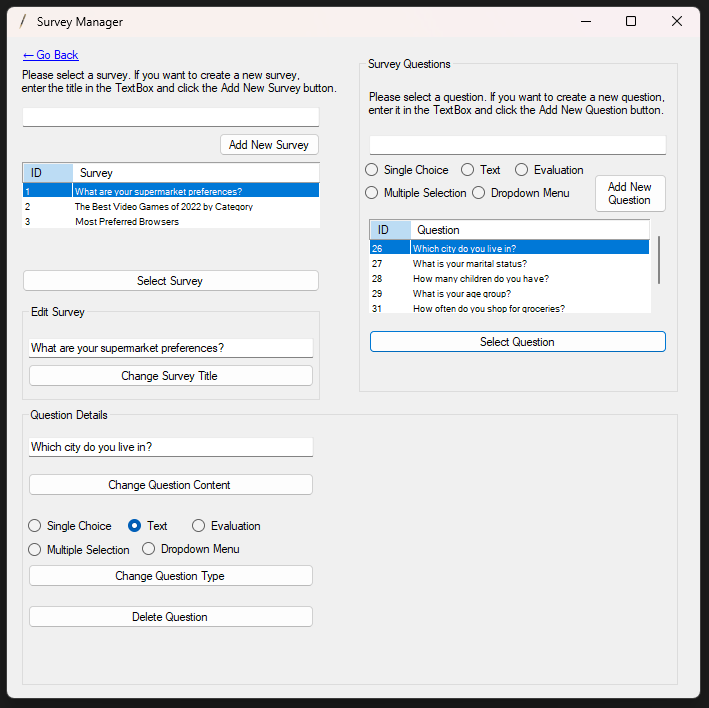 Survey Manager
← Go Back
Please select a survey. If you want to create a new survey,
enter the title in the TextBox and click the Add New Survey button.
Add New Survey
ID Survey
1 What are your supermarket preferences?
2 The Best Video Games of 2022 by Category
3 Most Preferred Browsers
Select Survey
Edit Survey
What are your supermarket preferences?
Change Survey Title
Survey Questions
Please select a question. If you want to create a new question,
enter it in the TextBox and click the Add New Question button.
Single Choice Text Evaluation
Multiple Selection Dropdown Menu
Add New
Question
ID Question
26 Which city do you live in?
27 What is your marital status?
28 How many children do you have?
29 What is your age group?
31 How often do you shop for groceries?
Select Question
Question Details
Which city do you live in?
Change Question Content
Single Choice Text Evaluation
Multiple Selection Dropdown Menu
Change Question Type
Delete Question